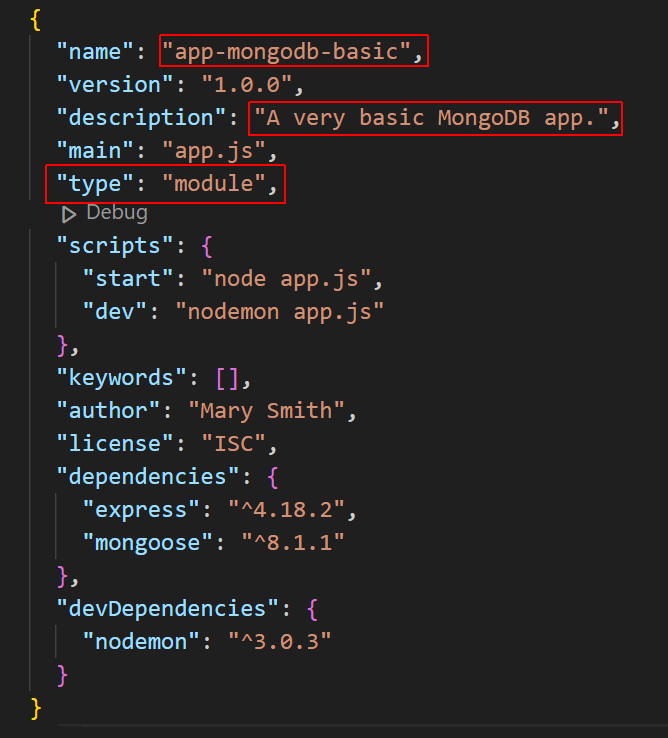 {
"name": "app-mongodb-basic",
"version": "1.0.0",
"description": "A very basic MongoDB app.",
"main": "app.js",
"type": "module",
Debug
"scripts": {
"start": "node app.js",
"dev": "nodemon app.js"
},
"keywords": [],
"author": "Mary Smith",
"license": "ISC",
"dependencies": {
"express": "^4.18.2",
"mongoose": "^8.1.1"
},
"devDependencies": {
"nodemon": "^3.0.3"
}
}